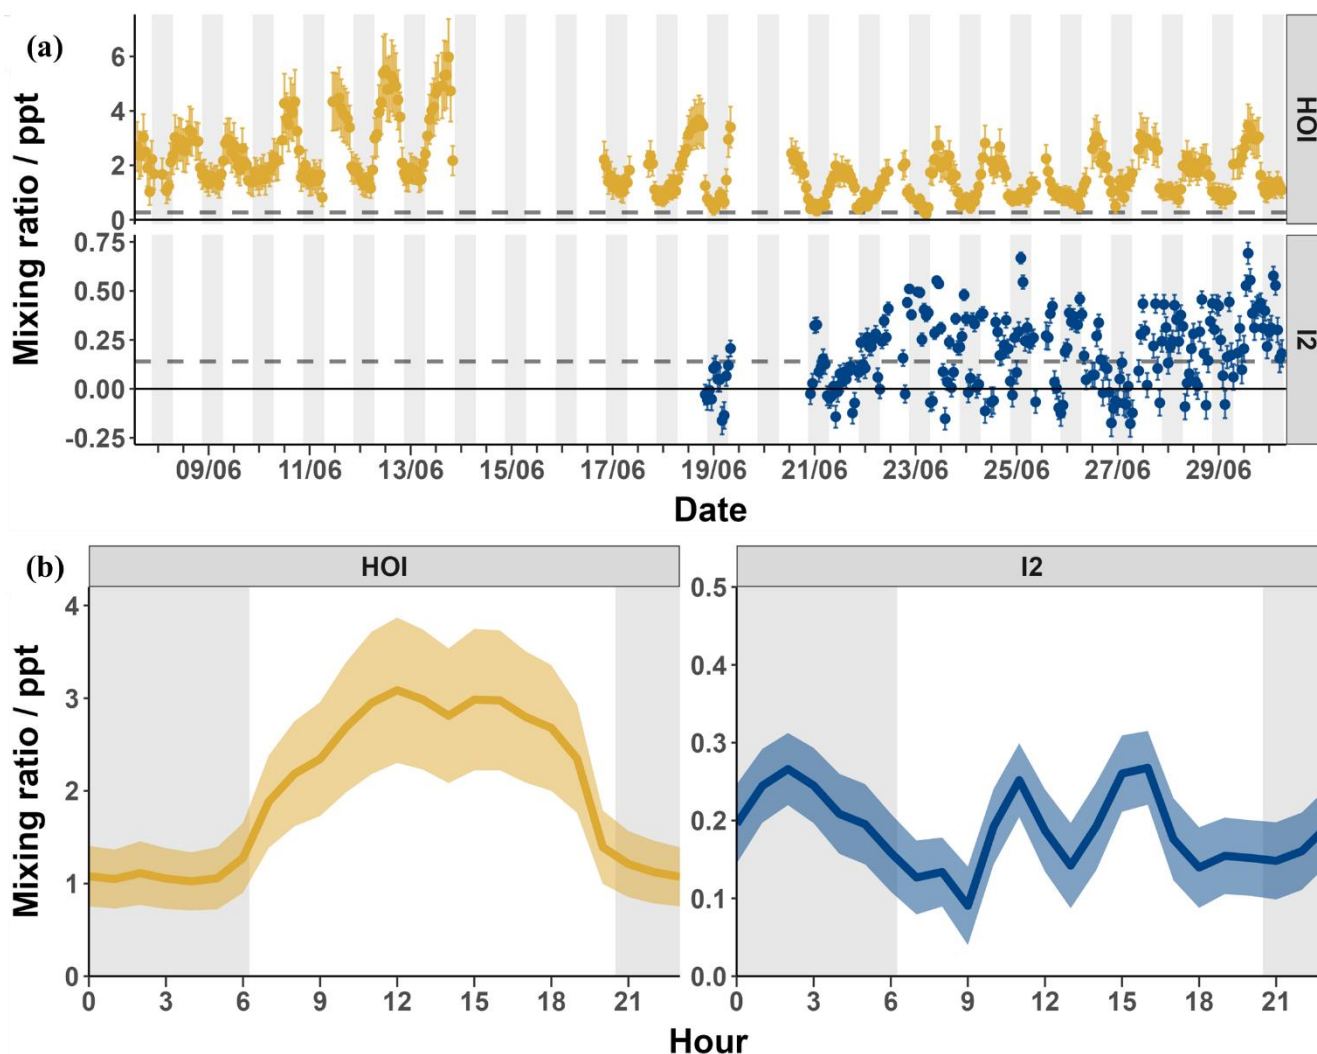 (a)
Mixing ratio / ppt
6
4
2
0
HOI
0.75
0.50
0.25
0.00
-0.25
I2
09/06 11/06 13/06 15/06 17/06 19/06 21/06 23/06 25/06 27/06 29/06
Date
(b)
HOI
I2
Mixing ratio / ppt
4
3
2
1
0
0 3 6 9 12 15 18 21
0.5
0.4
0.3
0.2
0.1
0.0
0 3 6 9 12 15 18 21
Hour